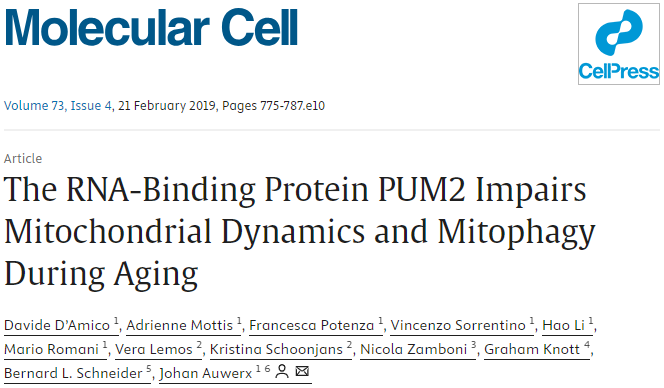 Molecular Cell
CellPress
Volume 73, Issue 4, 21 February 2019, Pages 775-787.e10
Article
The RNA-Binding Protein PUM2 Impairs
Mitochondrial Dynamics and Mitophagy
During Aging
Davide D’Amico 1, Adrienne Mottis 1, Francesca Potenza 1, Vincenzo Sorrentino 1, Hao Li 1,
Mario Romani 1, Vera Lemos 2, Kristina Schoonjans 2, Nicola Zamboni 3, Graham Knott 4,
Bernard L. Schneider 5, Johan Auwerx 1 6